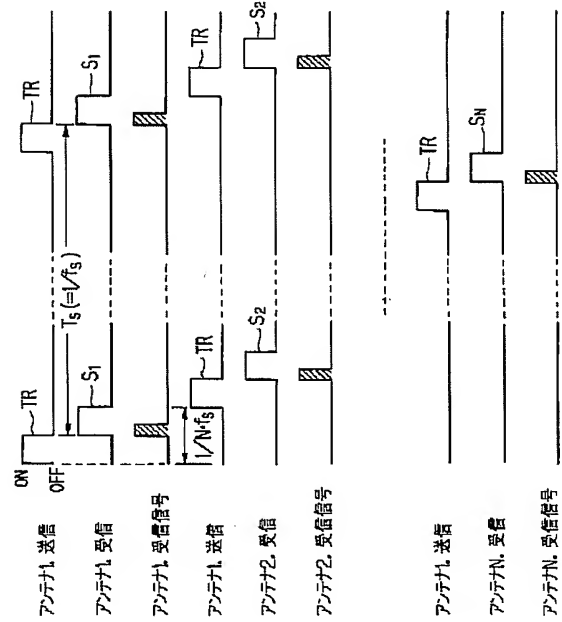 ON
OFF
アンテナ1. 送信
TR
TR
Ts(=1/fs)
アンテナ1. 受信
S1
S1
アンテナ1. 受信信号
アンテナ1. 送信
1/N・fs
TR
TR
アンテナ2. 受信
S2
S2
アンテナ2. 受信信号
アンテナ1. 送信
TR
アンテナN. 受信
SN
アンテナN. 受信信号